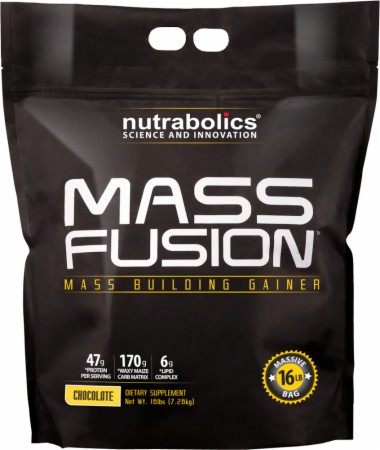 nutrabolics®
SCIENCE AND INNOVATION
MASS
FUSION
MASS BUILDING GAINER
47g
*PROTEIN
PER SERVING
170g
*WAXY MAIZE
CARB MATRIX
6g
*LIPID
COMPLEX
CHOCOLATE
DIETARY SUPPLEMENT
Net Wt. 16lbs (7.26kg)
MASSIVE
16LB
BAG